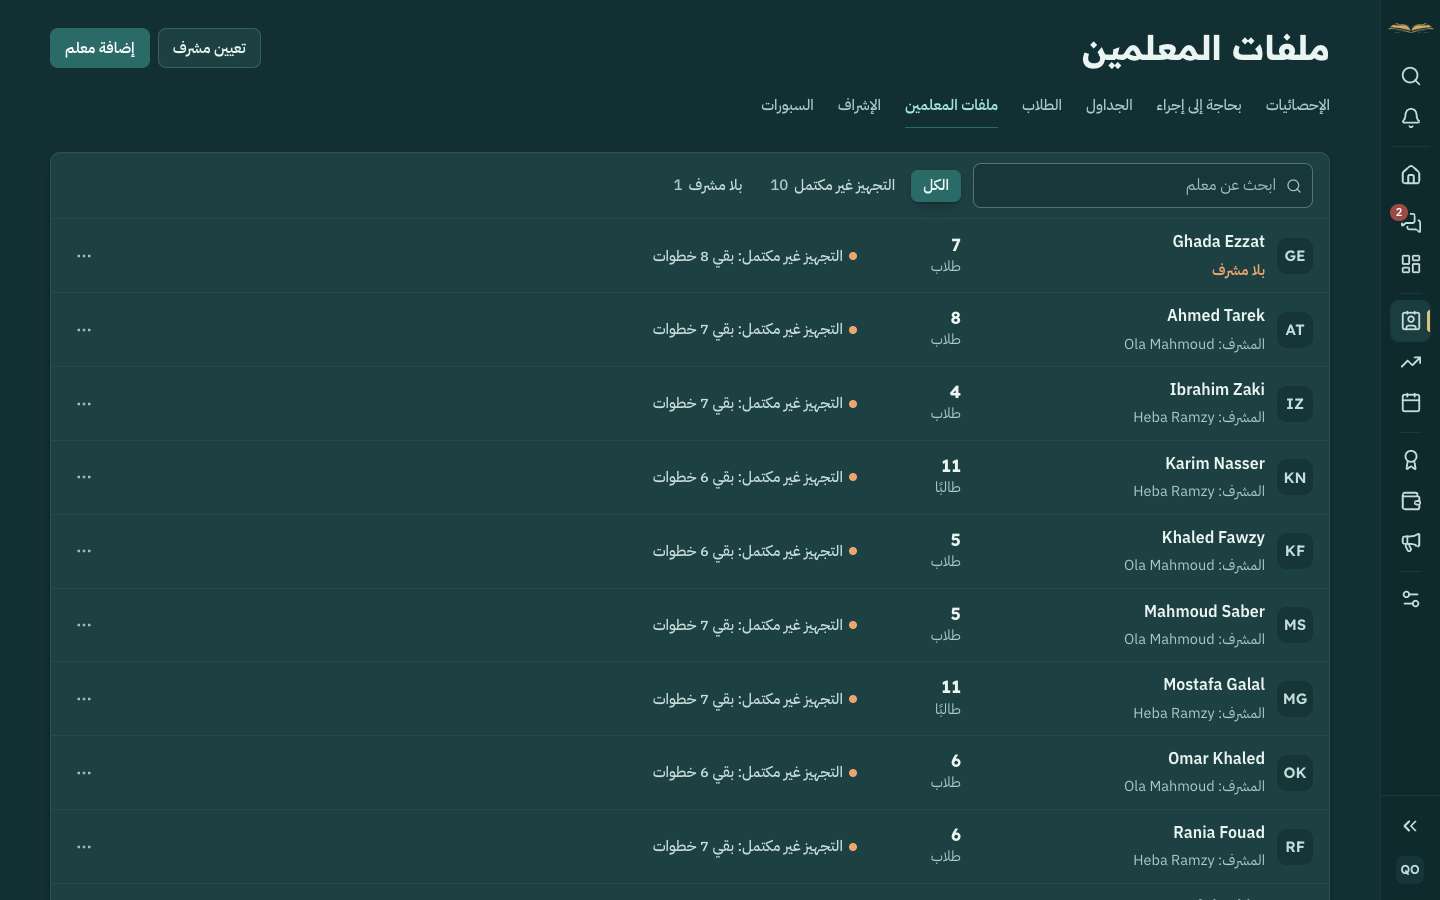 ملفات المعلمين
تعيين مشرف
إضافة معلم
الإحصائيات
بحاجة إلى إجراء
الجداول
الطلاب
ملفات المعلمين
الإشراف
السبورات
ابحث عن معلم
الكل
التجهيز غير مكتمل 10
بلا مشرف 1
GE
Ghada Ezzat
بلا مشرف
7
طلاب
التجهيز غير مكتمل: بقي 8 خطوات
AT
Ahmed Tarek
المشرف: Ola Mahmoud
8
طلاب
التجهيز غير مكتمل: بقي 7 خطوات
IZ
Ibrahim Zaki
المشرف: Heba Ramzy
4
طلاب
التجهيز غير مكتمل: بقي 7 خطوات
KN
Karim Nasser
المشرف: Heba Ramzy
11
طالبًا
التجهيز غير مكتمل: بقي 6 خطوات
KF
Khaled Fawzy
المشرف: Ola Mahmoud
5
طلاب
التجهيز غير مكتمل: بقي 6 خطوات
MS
Mahmoud Saber
المشرف: Ola Mahmoud
5
طلاب
التجهيز غير مكتمل: بقي 7 خطوات
MG
Mostafa Galal
المشرف: Heba Ramzy
11
طالبًا
التجهيز غير مكتمل: بقي 7 خطوات
OK
Omar Khaled
المشرف: Ola Mahmoud
6
طلاب
التجهيز غير مكتمل: بقي 6 خطوات
RF
Rania Fouad
المشرف: Heba Ramzy
6
طلاب
التجهيز غير مكتمل: بقي 7 خطوات
2
QO